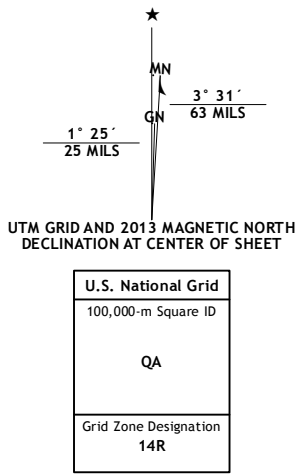 ★
MN
3° 31´
63 MILS
GN
1° 25´
25 MILS
UTM GRID AND 2013 MAGNETIC NORTH
DECLINATION AT CENTER OF SHEET
U.S. National Grid
100,000-m Square ID
QA
Grid Zone Designation
14R